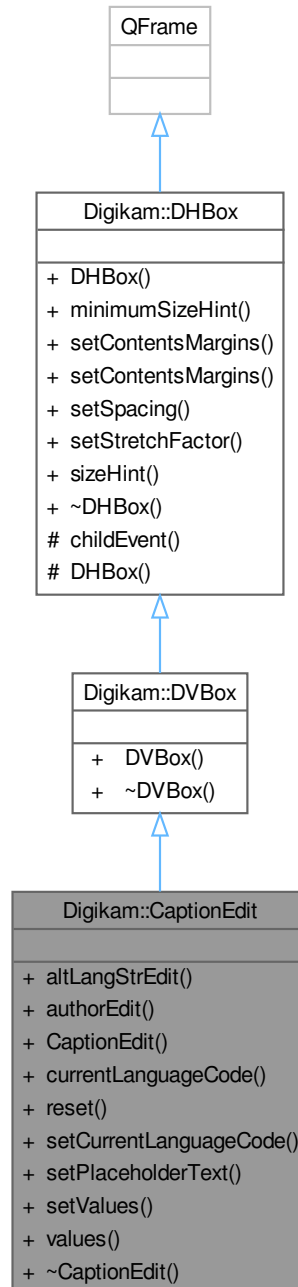 QFrame
Digikam::DHBox
+ DHBox()
+ minimumSizeHint()
+ setContentsMargins()
+ setContentsMargins()
+ setSpacing()
+ setStretchFactor()
+ sizeHint()
+ ~DHBox()
# childEvent()
# DHBox()
Digikam::DVBox
+ DVBox()
+ ~DVBox()
Digikam::CaptionEdit
+ altLangStrEdit()
+ authorEdit()
+ CaptionEdit()
+ currentLanguageCode()
+ reset()
+ setCurrentLanguageCode()
+ setPlaceholderText()
+ setValues()
+ values()
+ ~CaptionEdit()